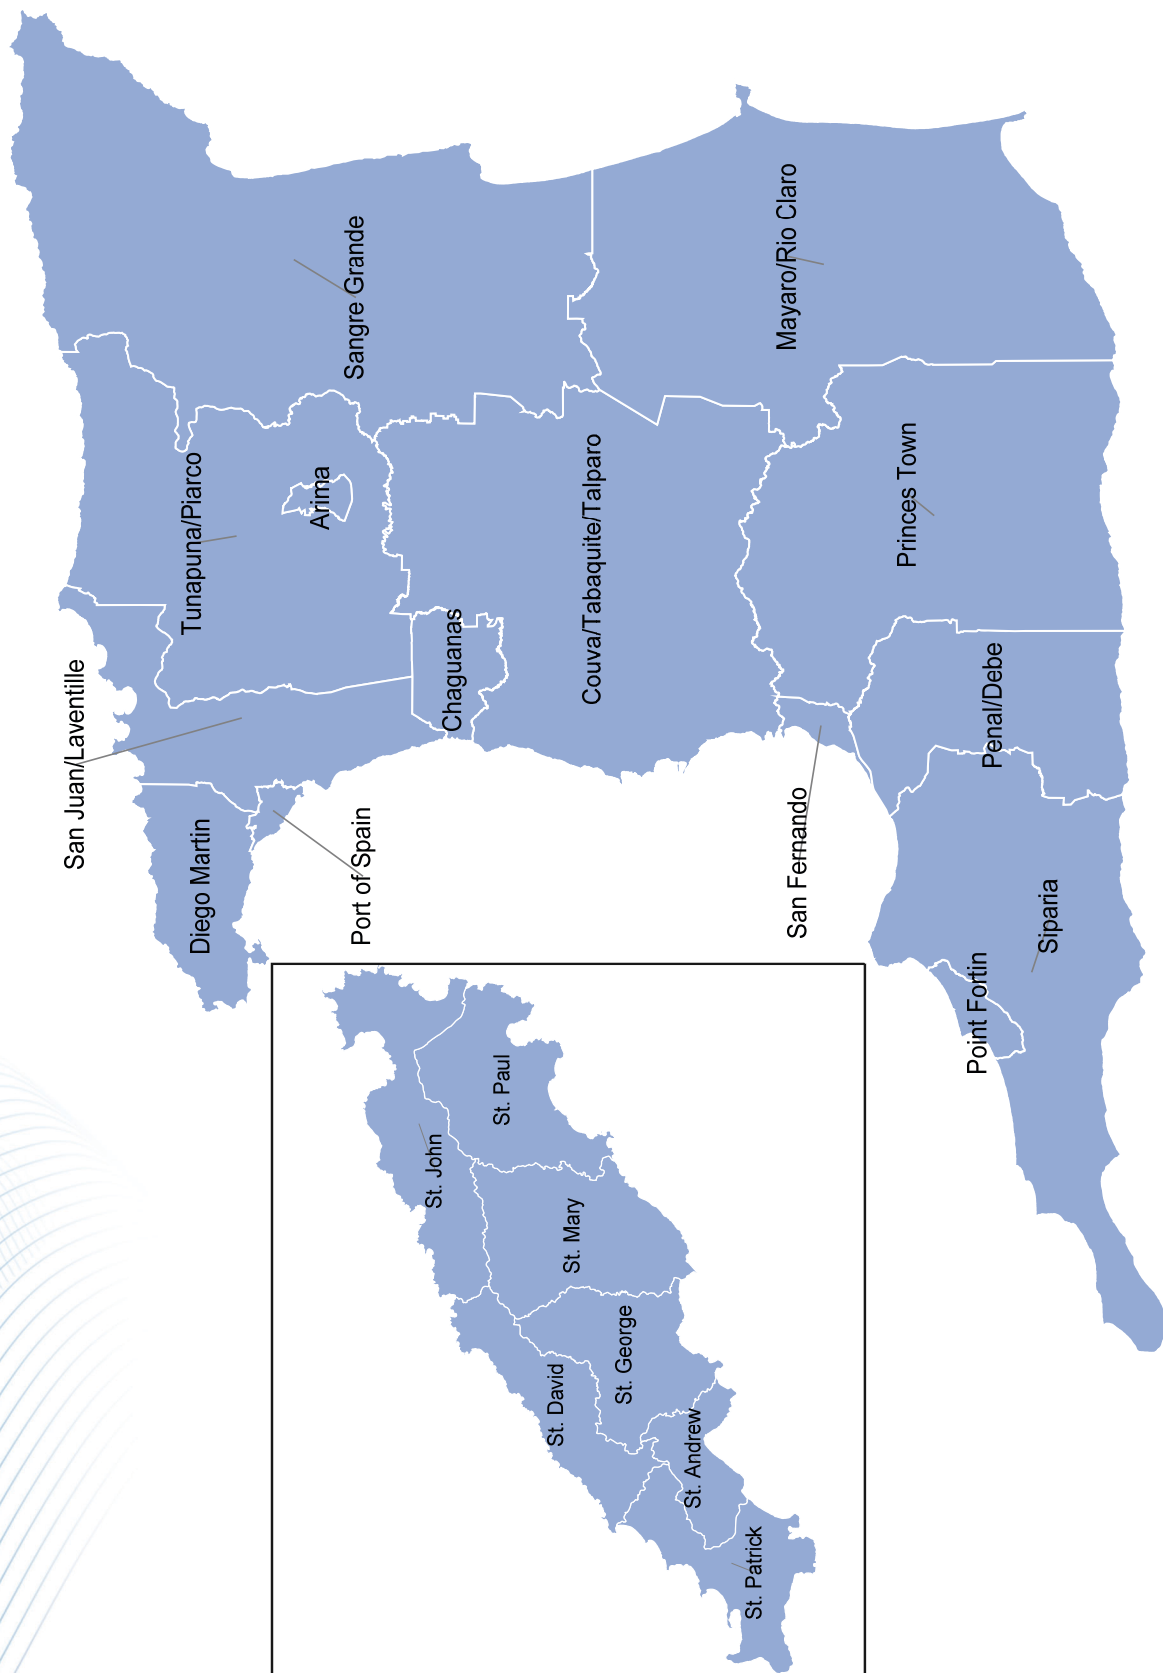 San Juan/Laventille
Diego Martin
Port of Spain
Tunapuna/Piarco
Arima
Sangre Grande
Chaguanas
Couva/Tabaquite/Talparo
Mayaro/Rio Claro
San Fernando
Princes Town
Penal/Debe
Siparia
Point Fortin
St. John
St. Paul
St. Mary
St. David
St. George
St. Andrew
St. Patrick